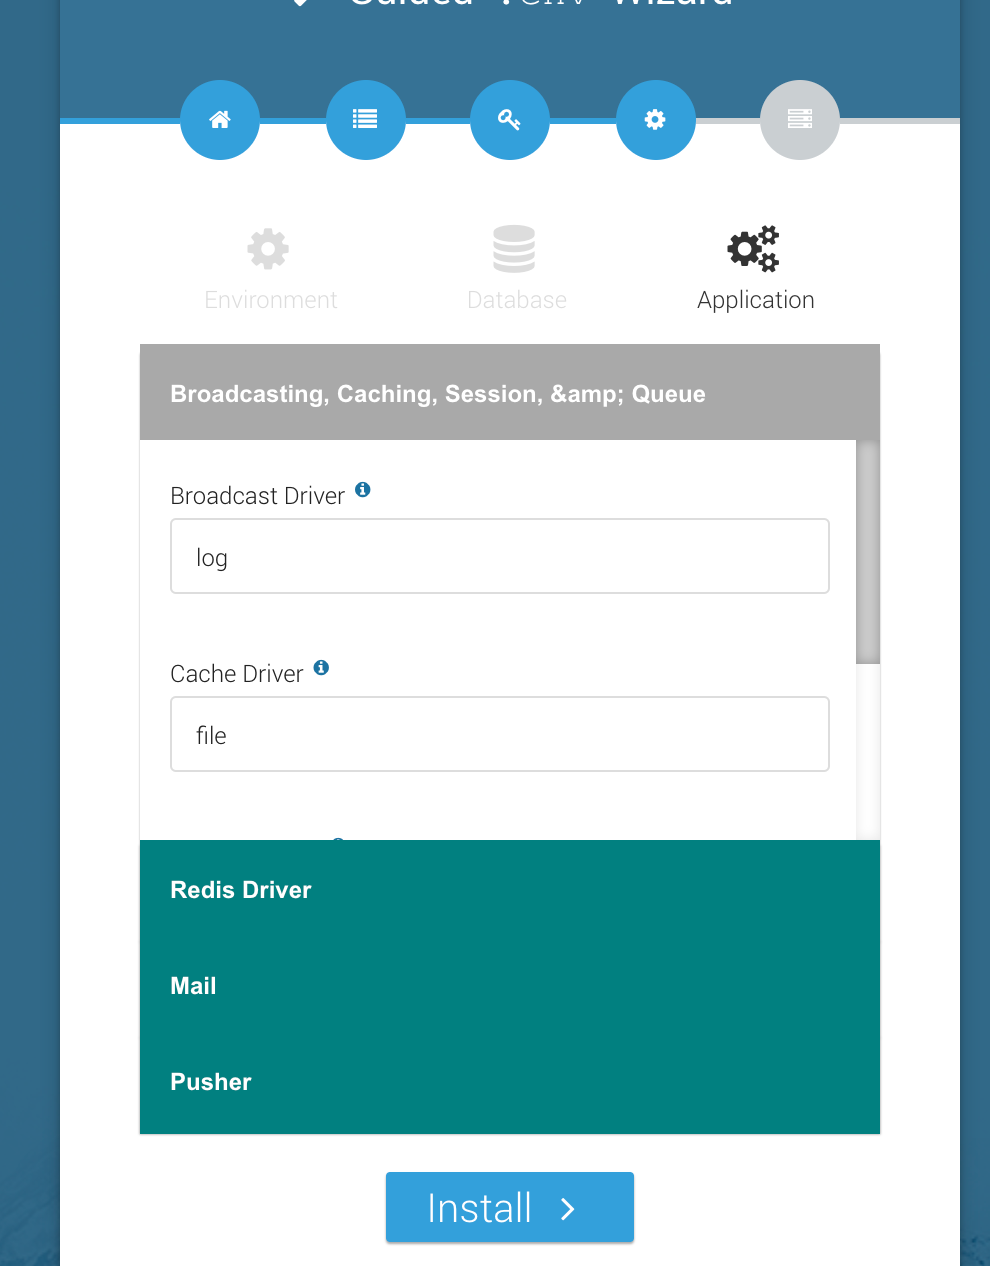 Guided .env Wizard
Environment
Database
Application
Broadcasting, Caching, Session, &amp; Queue
Broadcast Driver
log
Cache Driver
file
Redis Driver
Mail
Pusher
Install